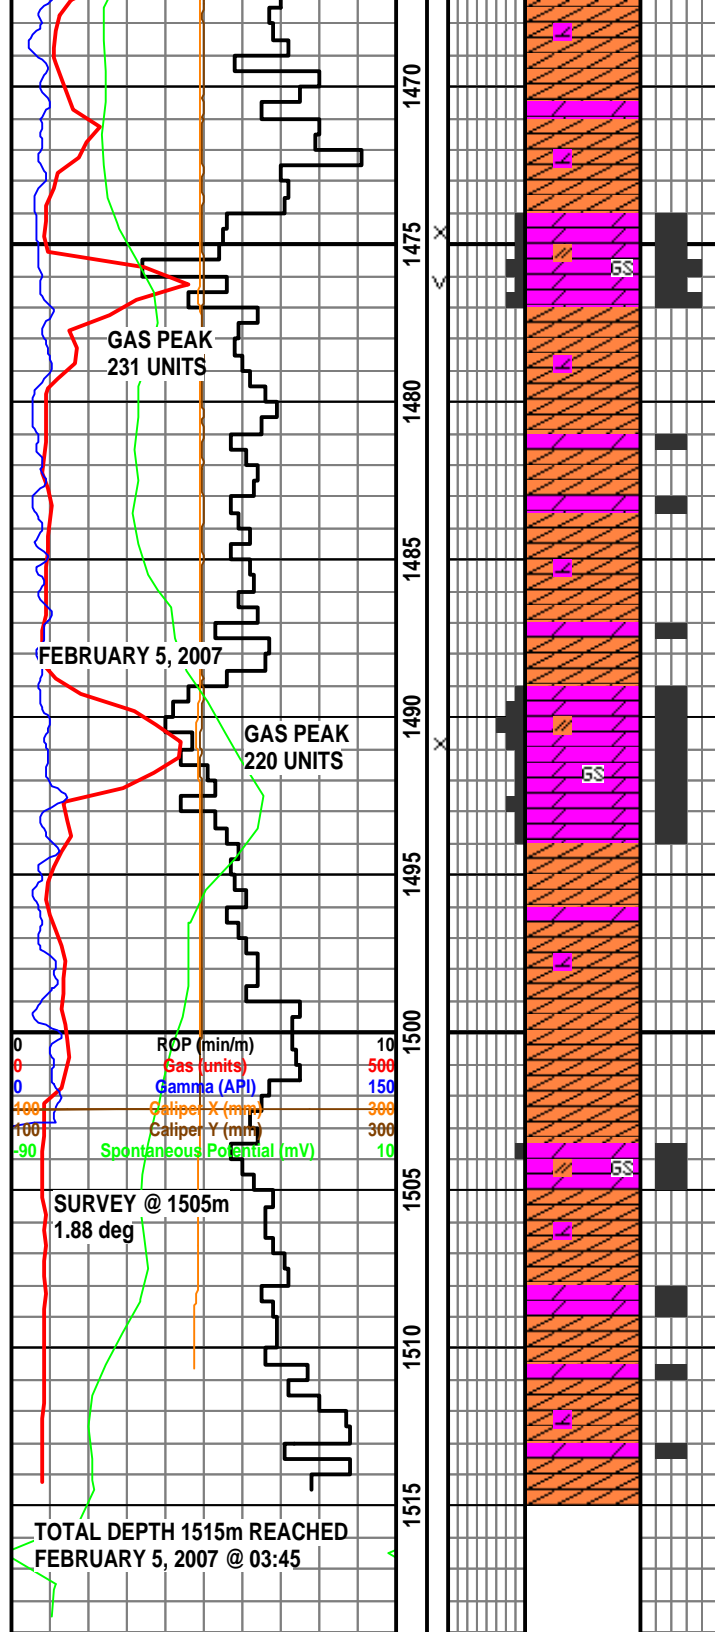 1470
1475
GS
GAS PEAK
231 UNITS
1480
1485
FEBRUARY 5, 2007
1490
GAS PEAK
220 UNITS
GS
1495
1500
0 ROP (min/m) 10
0 Gas (units) 500
0 Gamma (API) 150
100 Caliper X (mm) 300
100 Caliper Y (mm) 300
-90 Spontaneous Potential (mV) 10
GS
1505
SURVEY @ 1505m
1.88 deg
1510
1515
TOTAL DEPTH 1515m REACHED
FEBRUARY 5, 2007 @ 03:45